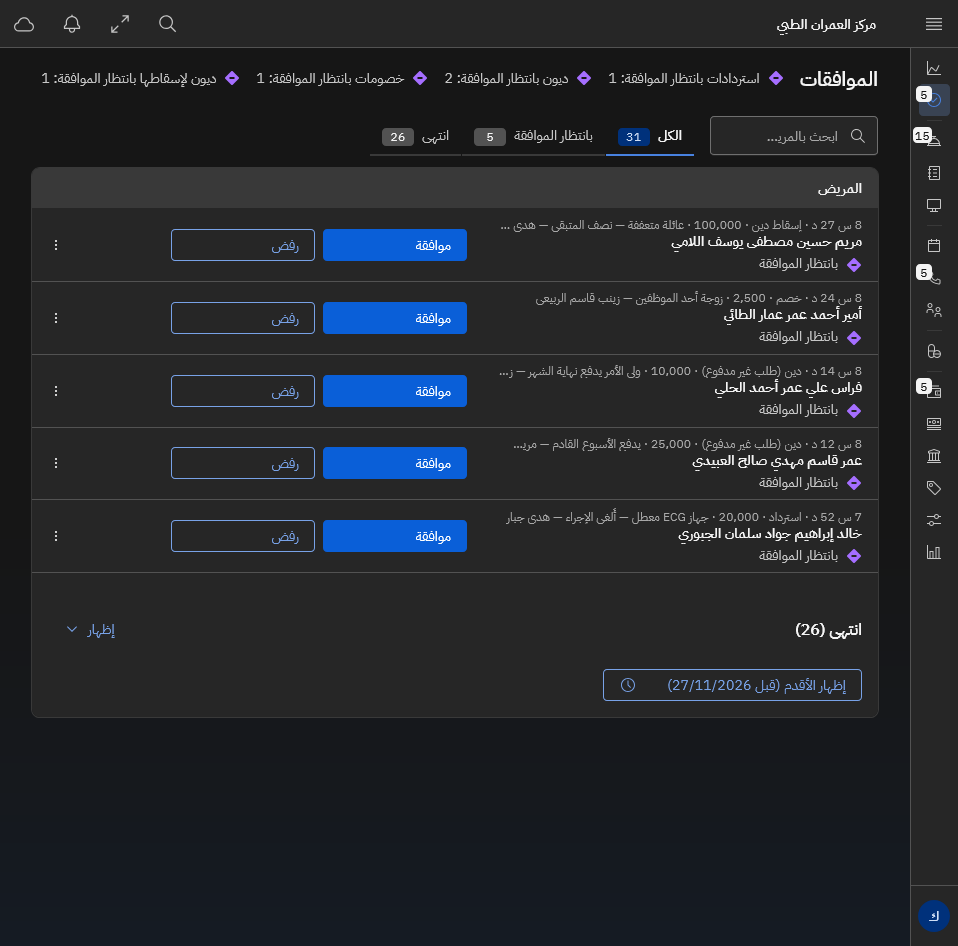 مركز العمران الطبي
الموافقات
استردادات بانتظار الموافقة: 1
ديون بانتظار الموافقة: 2
خصومات بانتظار الموافقة: 1
ديون لإسقاطها بانتظار الموافقة: 1
ابحث بالمريـ...
الكل 31
بانتظار الموافقة 5
انتهى 26
المريض
8 س 27 د · إسقاط دين · 100,000 · عائلة متعففة — نصف المتبقي — هدى ...
مريم حسين مصطفى يوسف اللامي
بانتظار الموافقة
موافقة
رفض
8 س 24 د · خصم · 2,500 · زوجة أحد الموظفين — زينب قاسم الربيعي
أمير أحمد عمر عمار الطائي
بانتظار الموافقة
موافقة
رفض
8 س 14 د · دين (طلب غير مدفوع) · 10,000 · ولي الأمر يدفع نهاية الشهر — ز...
فراس علي عمر أحمد الحلي
بانتظار الموافقة
موافقة
رفض
8 س 12 د · دين (طلب غير مدفوع) · 25,000 · يدفع الأسبوع القادم — مريـ...
عمر قاسم مهدي صالح العبيدي
بانتظار الموافقة
موافقة
رفض
7 س 52 د · استرداد · 20,000 · جهاز ECG معطل — أُلغي الإجراء — هدى جبار
خالد إبراهيم جواد سلمان الجبوري
بانتظار الموافقة
موافقة
رفض
انتهى (26)
إظهار
إظهار الأقدم (قبل 27/11/2026)
5
15
5
5
ك